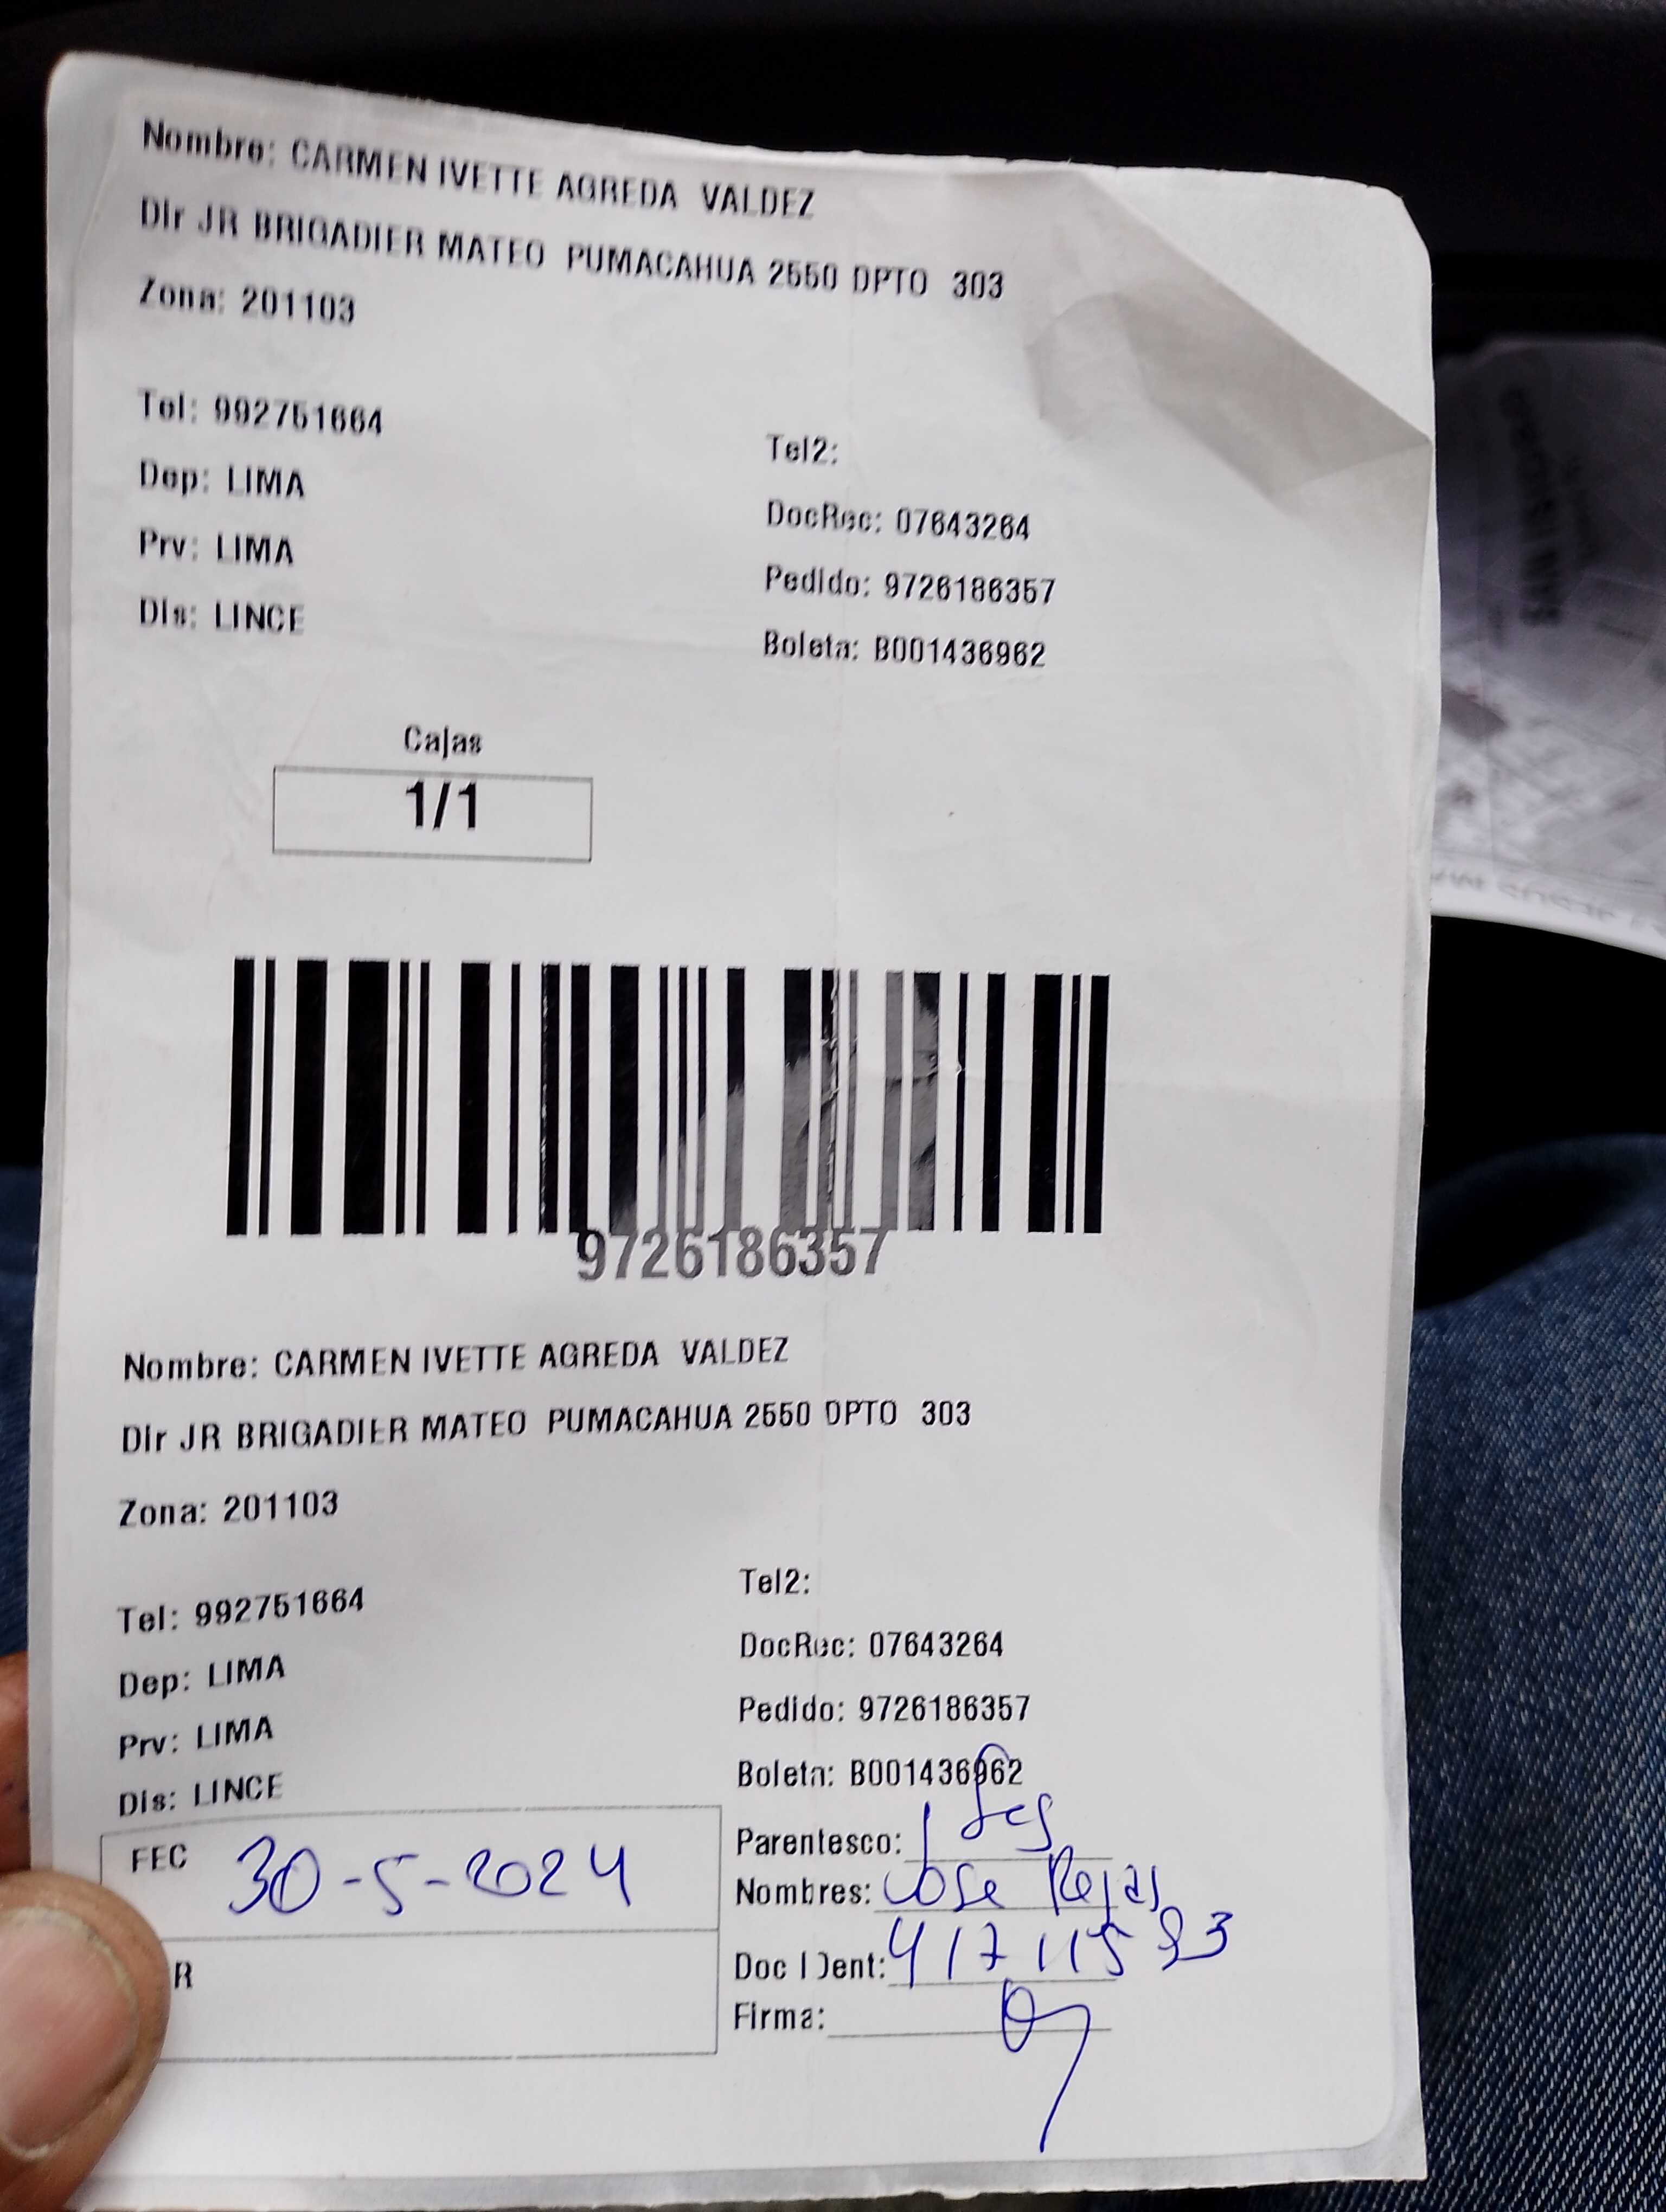 Nombre: CARMEN IVETTE AGREDA VALDEZ
Dir JR BRIGADIER MATEO PUMACAHUA 2550 DPTO 303
Zona: 201103
Tel: 992751664
Tel2:
Dep: LIMA
DocRec: 07643264
Prv: LIMA
Pedido: 9726186357
Dis: LINCE
Boleta: B001436962
Cajas
1/1
9726186357
Nombre: CARMEN IVETTE AGREDA VALDEZ
Dir JR BRIGADIER MATEO PUMACAHUA 2550 DPTO 303
Zona: 201103
Tel: 992751664
Tel2:
Dep: LIMA
DocRec: 07643264
Prv: LIMA
Pedido: 9726186357
Dis: LINCE
Boleta: B001436962
FEC 30-5-2024
Parentesco:
Nombres: Jose Rojas
R
Doc Ident:
Firma: